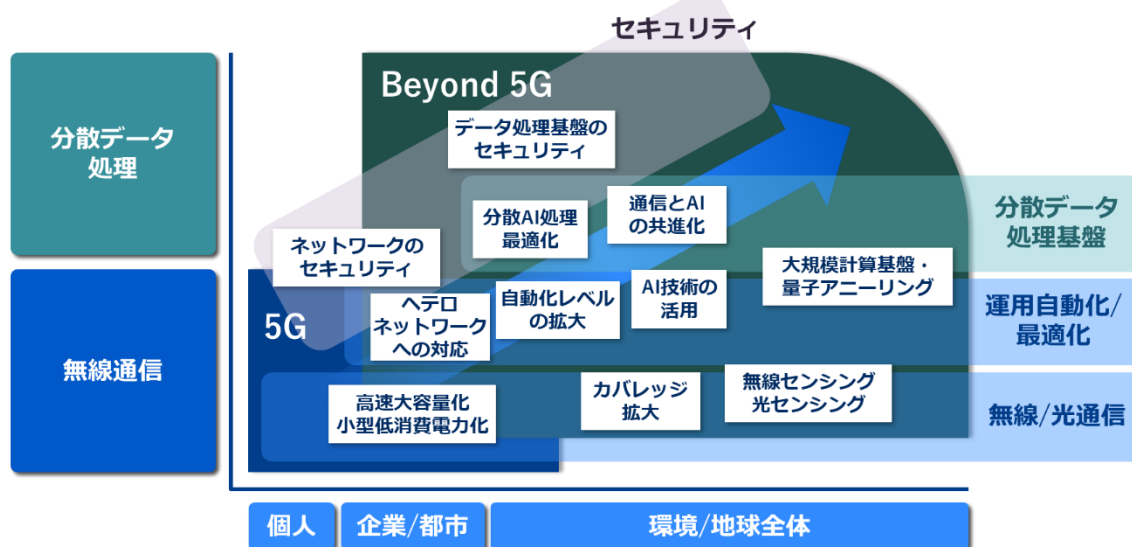 セキュリティ
Beyond 5G
分散データ
処理
データ処理基盤の
セキュリティ
分散AI処理
最適化
通信とAI
の共進化
分散データ
処理基盤
ネットワークの
セキュリティ
大規模計算基盤・
量子アニーリング
5G
ヘテロ
ネットワーク
への対応
自動化レベル
の拡大
AI技術の
活用
運用自動化/
最適化
無線通信
高速大容量化
小型低消費電力化
カバレッジ
拡大
無線センシング
光センシング
無線/光通信
個人
企業/都市
環境/地球全体